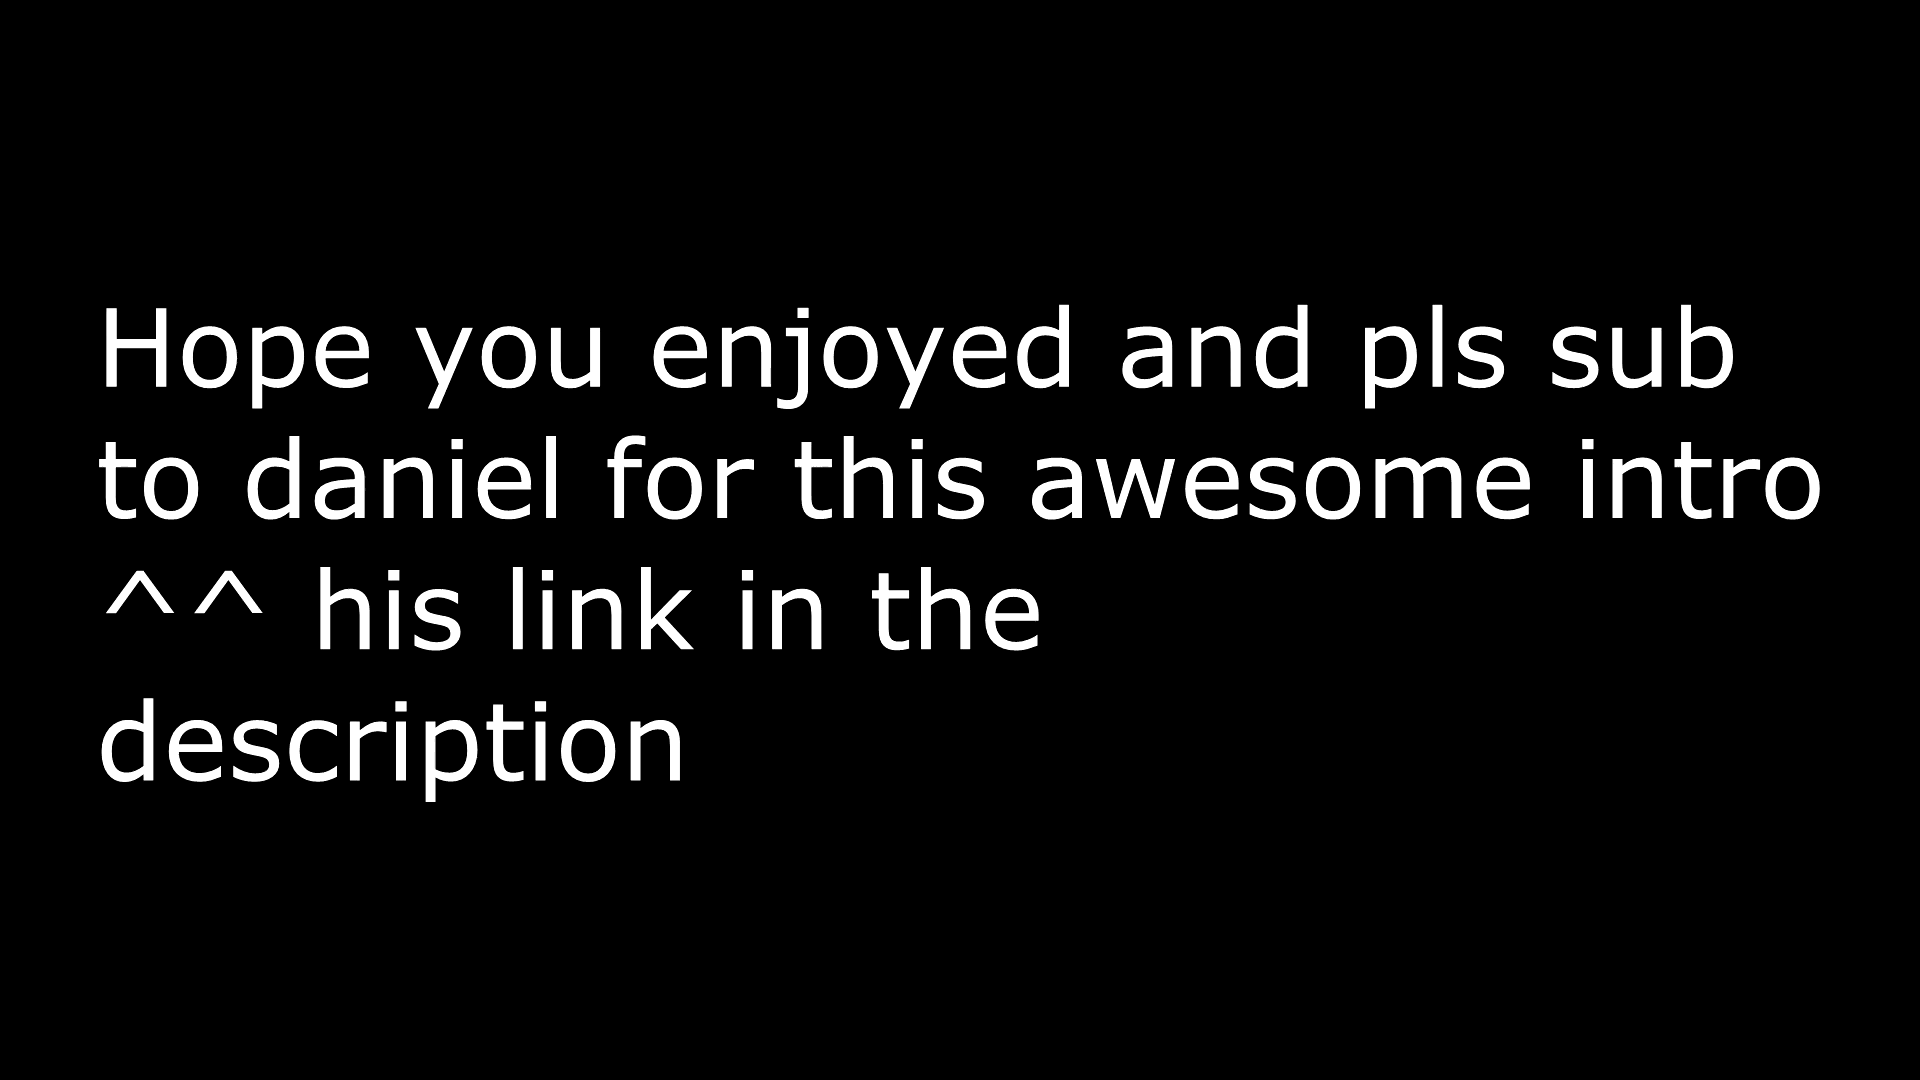 Hope you enjoyed and pls sub
to daniel for this awesome intro
^^ his link in the
description